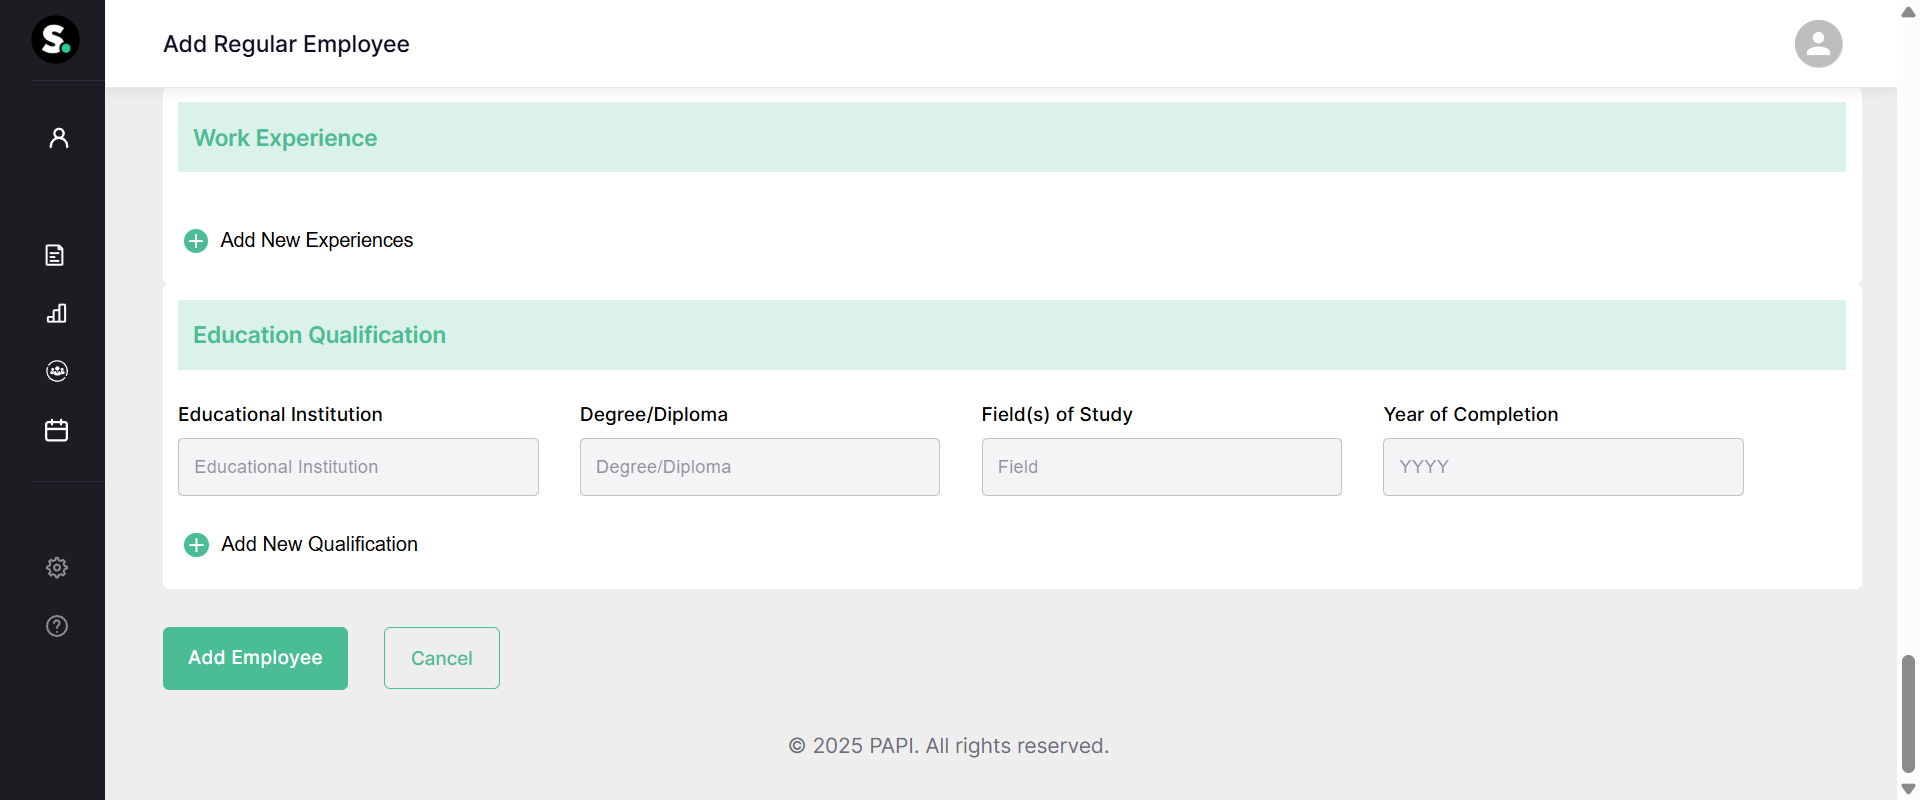 S.
Add Regular Employee
Work Experience
Add New Experiences
Education Qualification
Educational Institution Degree/Diploma Field(s) of Study Year of Completion
Educational Institution Degree/Diploma Field YYYY
Add New Qualification
Add Employee Cancel
© 2025 PAPI. All rights reserved.